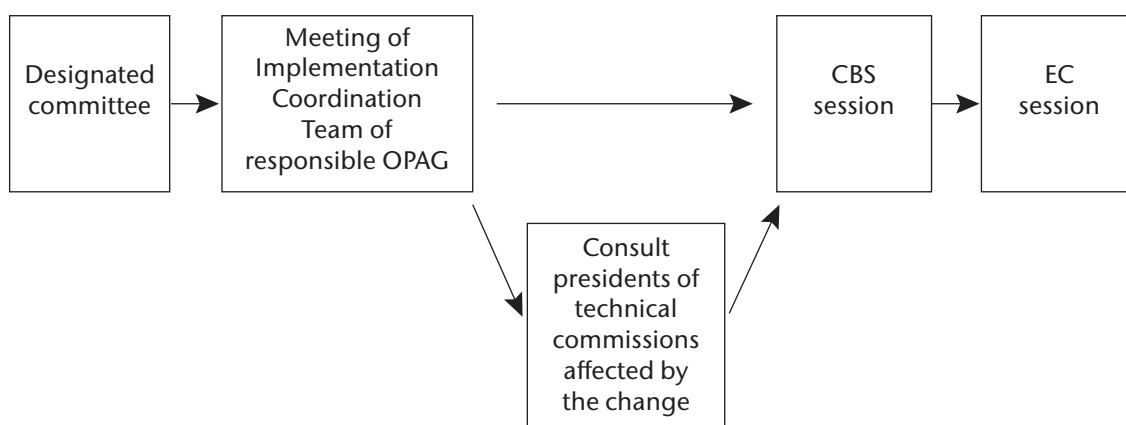 Designated
committee
Meeting of
Implementation
Coordination
Team of
responsible OPAG
Consult
presidents of
technical
commissions
affected by
the change
CBS
session
EC
session